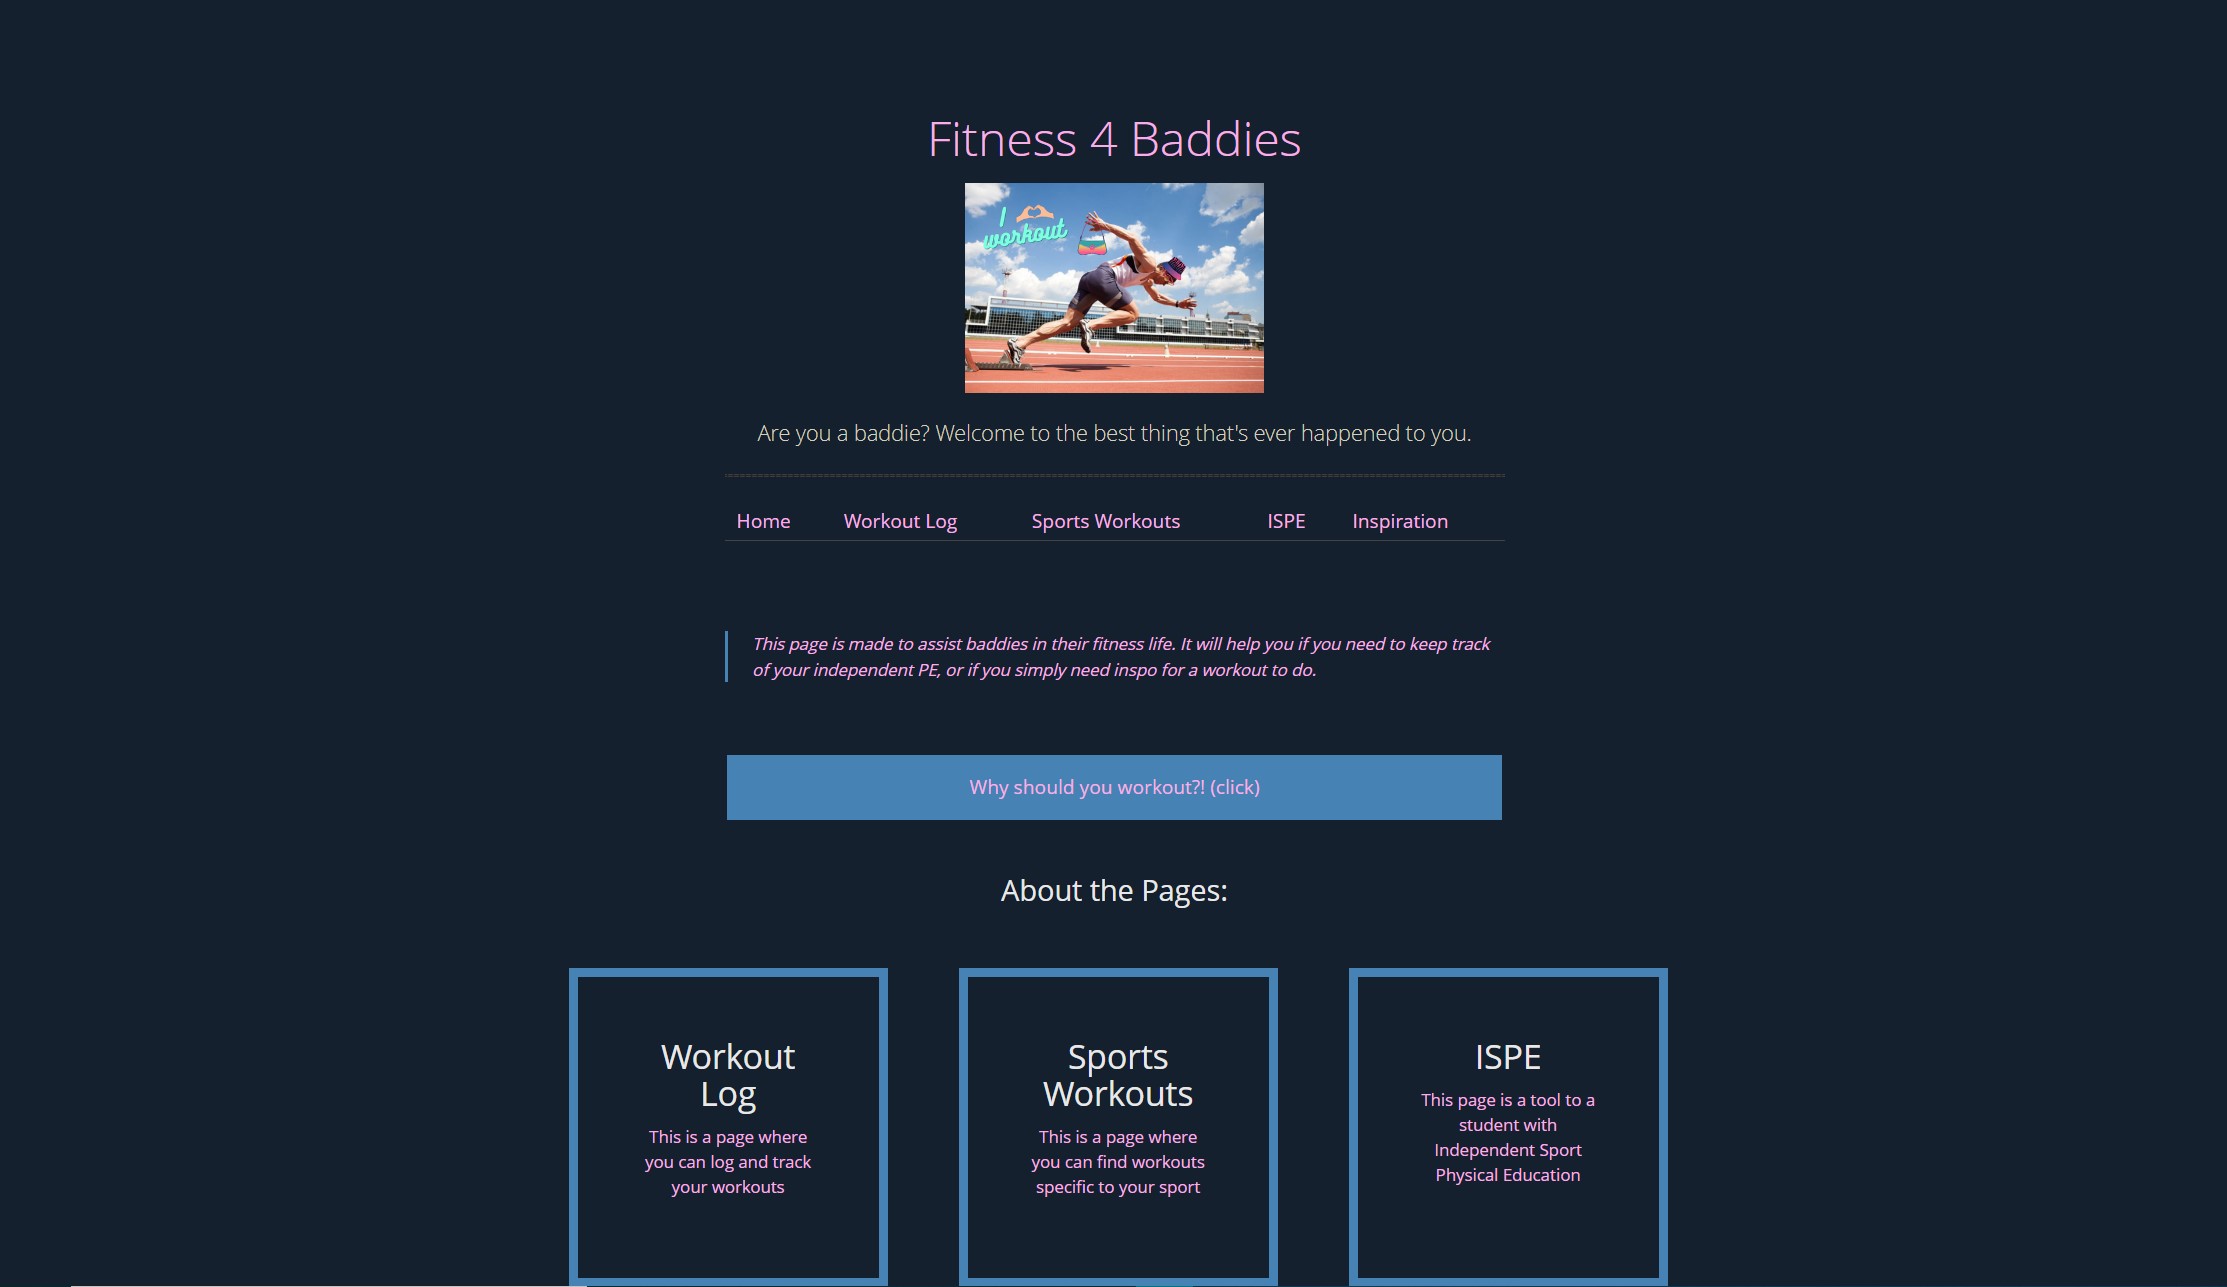 Fitness 4 Baddies
I
workout
Are you a baddie? Welcome to the best thing that's ever happened to you.
Home Workout Log Sports Workouts ISPE Inspiration
This page is made to assist baddies in their fitness life. It will help you if you need to keep track
of your independent PE, or if you simply need inspo for a workout to do.
Why should you workout?! (click)
About the Pages:
Workout
Log
This is a page where
you can log and track
your workouts
Sports
Workouts
This is a page where
you can find workouts
specific to your sport
ISPE
This page is a tool to a
student with
Independent Sport
Physical Education